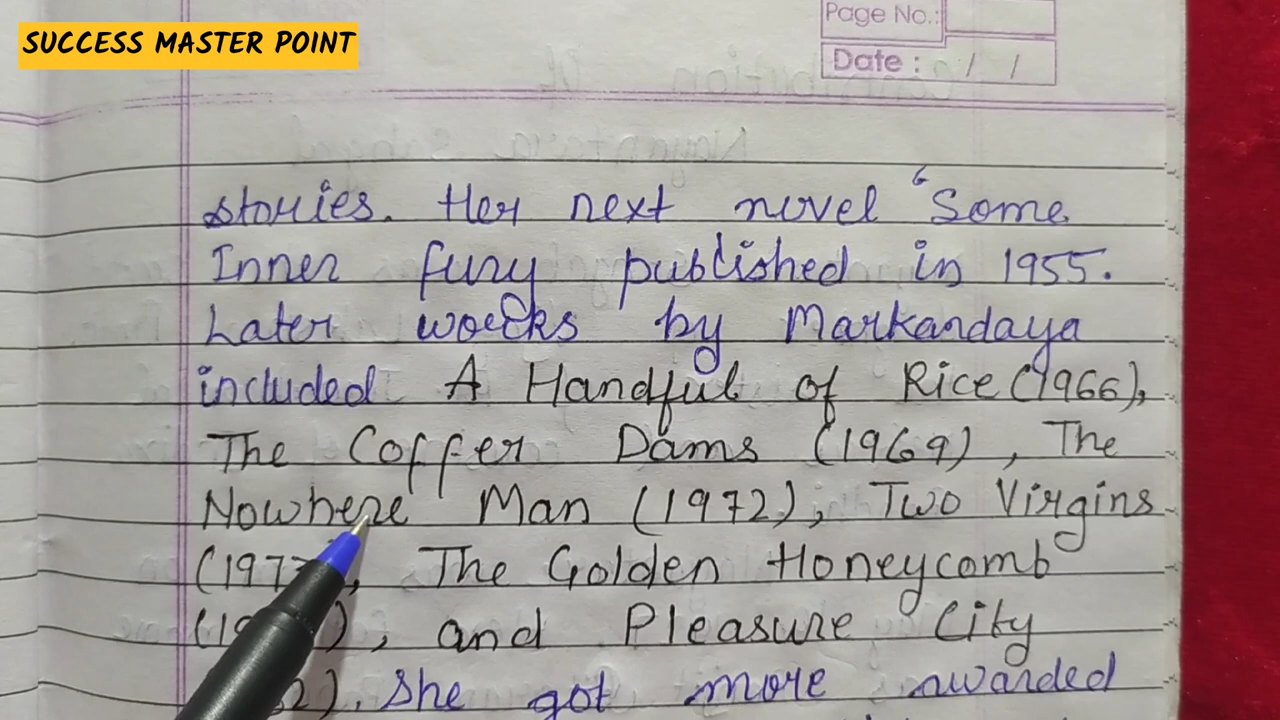 SUCCESS MASTER POINT
Page No.:
Date : / /
stories. Her next novel 'Some
Inner fury published in 1955.
Later works by Markandaya
included A Handful of Rice (1966),
The Coffer Dams (1969), The
Nowhere Man (1972), Two Virgins
The Golden Honeycomb
and Pleasure City
She got more awarded